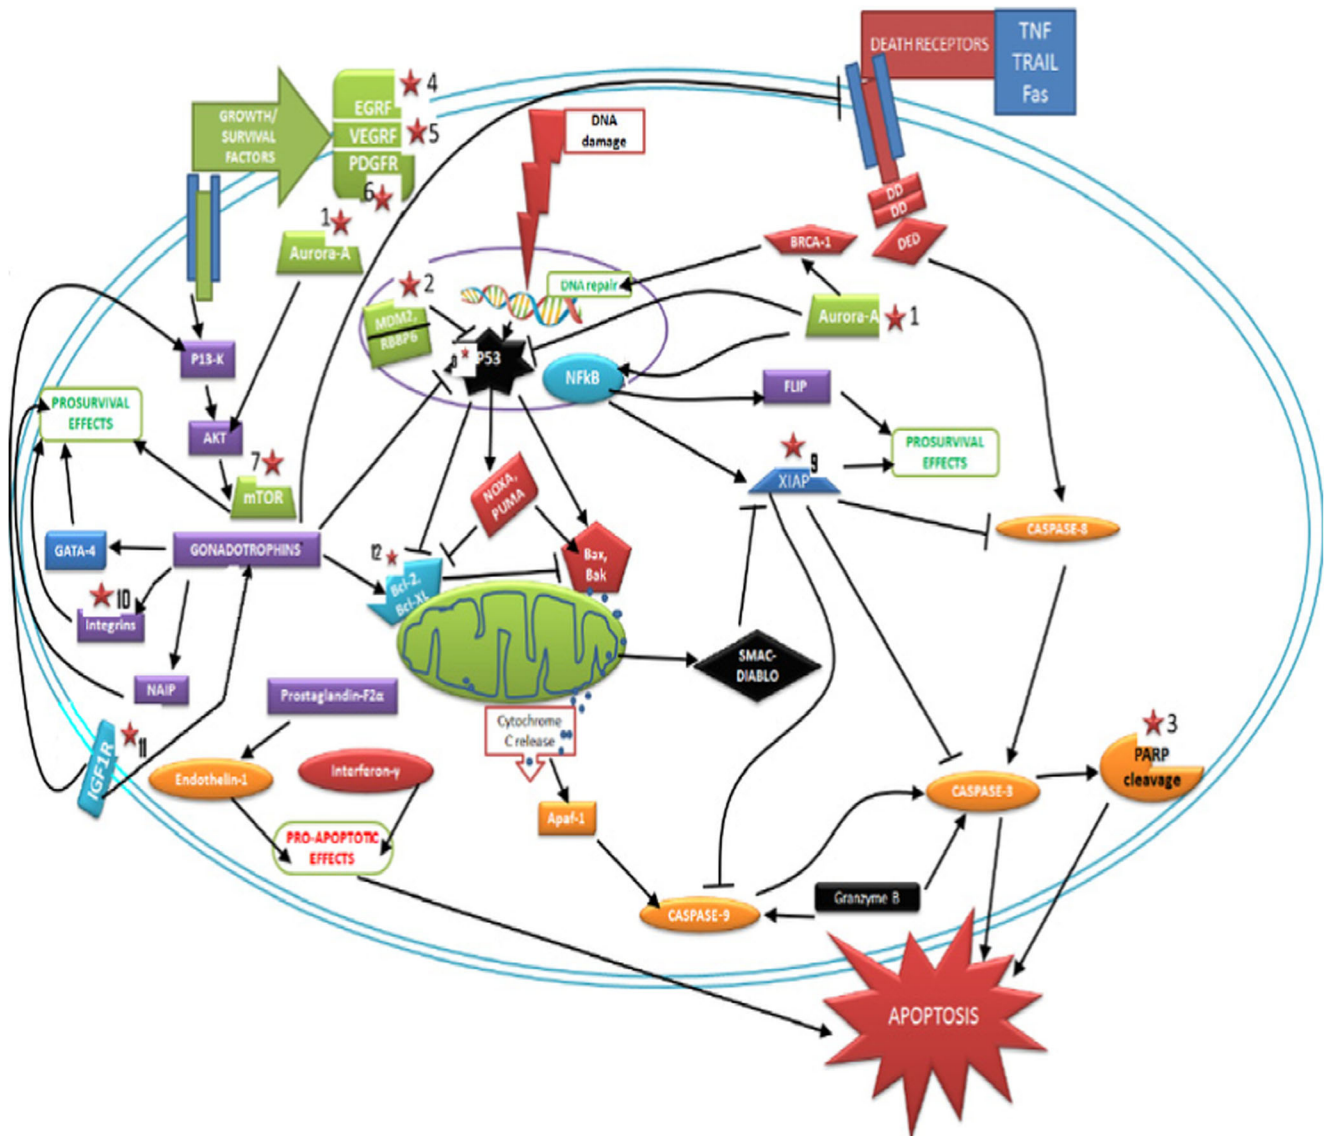 DEATH RECEPTORS
TNF
TRAIL
Fas
GROWTH/
SURVIVAL
FACTORS
EGRF
4
VEGRF
5
PDGFR
6
DNA
damage
1
Aurora-A
DD
DD
DED
BRCA-1
2
DNA repair
MDM2,
RBBP6
Aurora-A
1
8
P53
NFkB
P13-K
FLIP
PROSURVIVAL
EFFECTS
AKT
PROSURVIVAL
EFFECTS
7
mTOR
9
XIAP
NOXA,
PUMA
CASPASE-8
GATA-4
GONADOTROPHINS
12
Bcl-2,
Bcl-XL
Bax,
Bak
10
Integrins
SMAC-
DIABLO
NAIP
Prostaglandin-F2α
Cytochrome
C release
11
IGF1R
3
PARP
cleavage
Endothelin-1
Interferon-γ
CASPASE-3
Apaf-1
PRO-APOPTOTIC
EFFECTS
Granzyme B
CASPASE-9
APOPTOSIS